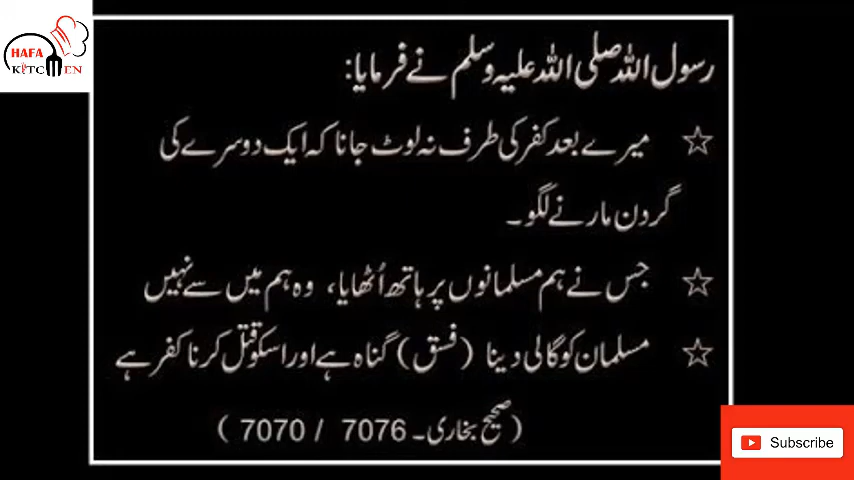 HAFA
KITCHEN
رسول اللہ صلی اللہ علیہ وسلم نے فرمایا:
☆ میرے بعد کفر کی طرف نہ لوٹ جانا کہ ایک دوسرے کی
گردن مارنے لگو۔
☆ جس نے ہم مسلمانوں پر ہاتھ اُٹھایا، وہ ہم میں سے نہیں
☆ مسلمان کو گالی دینا (فسق) گناہ ہے اور اسکو قتل کرنا کفر ہے
(صحیح بخاری۔ 7076 / 7070)
Subscribe